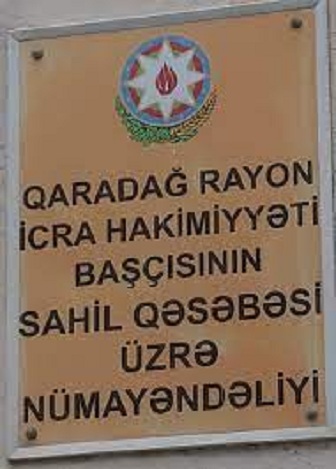 QARADAĞ RAYON
İCRA HAKİMİYYƏTİ
BAŞÇISININ
SAHİL QƏSƏBƏSİ
ÜZRƏ
NÜMAYƏNDƏLİYİ